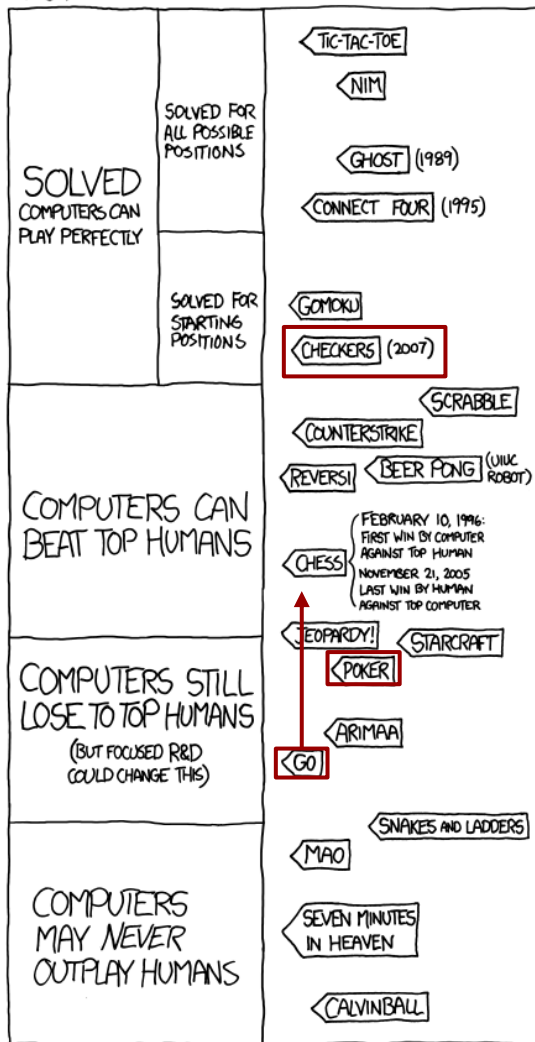 SOLVED
COMPUTERS CAN
PLAY PERFECTLY
SOLVED FOR
ALL POSSIBLE
POSITIONS
TIC-TAC-TOE
NIM
GHOST (1989)
CONNECT FOUR (1995)
SOLVED FOR
STARTING
POSITIONS
GOMOKU
CHECKERS (2007)
COMPUTERS CAN
BEAT TOP HUMANS
SCRABBLE
COUNTERSTRIKE
REVERSI
BEER PONG (UIUC
ROBOT)
CHESS
FEBRUARY 10, 1996:
FIRST WIN BY COMPUTER
AGAINST TOP HUMAN
NOVEMBER 21, 2005
LAST WIN BY HUMAN
AGAINST TOP COMPUTER
JEOPARDY!
COMPUTERS STILL
LOSE TO TOP HUMANS
(BUT FOCUSED R&D
COULD CHANGE THIS)
STARCRAFT
POKER
ARIMAA
GO
COMPUTERS
MAY NEVER
OUTPLAY HUMANS
SNAKES AND LADDERS
MAO
SEVEN MINUTES
IN HEAVEN
CALVINBALL